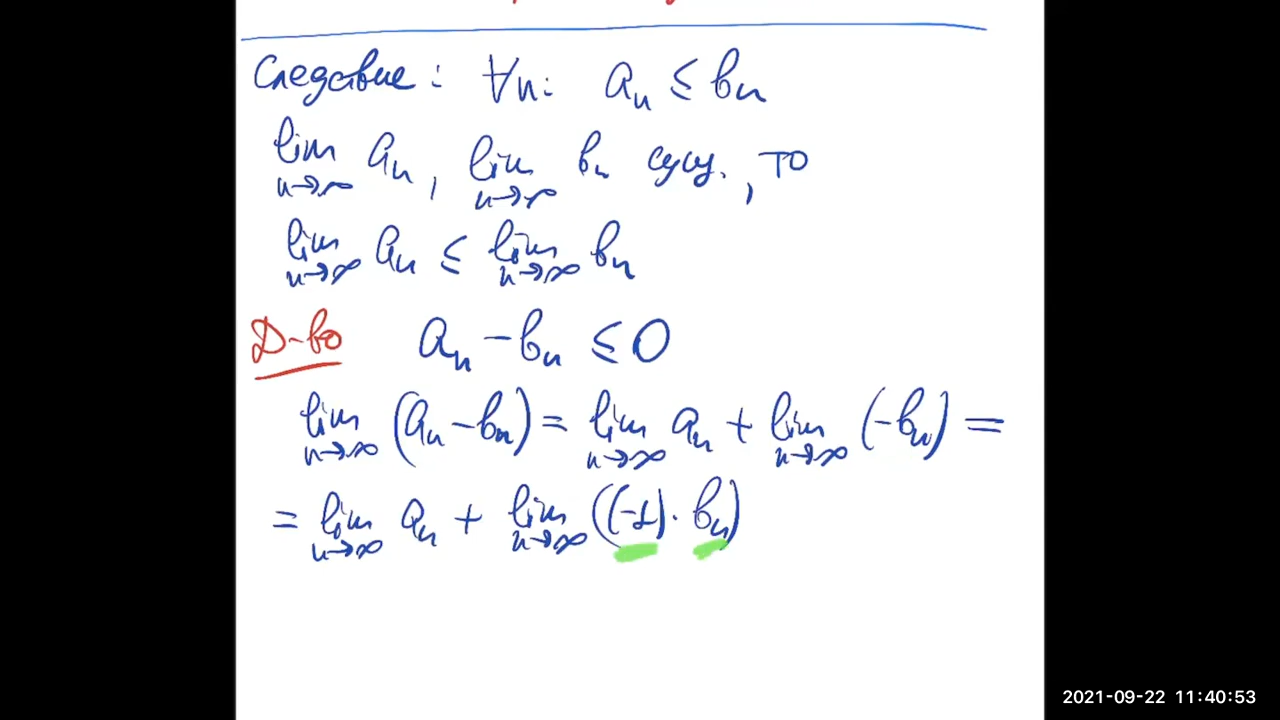 Следствие: ∀n: aₙ ≤ bₙ
lim n→∞ aₙ, lim n→∞ bₙ сущ., то
lim n→∞ aₙ ≤ lim n→∞ bₙ
Д-во aₙ − bₙ ≤ 0
lim n→∞ (aₙ − bₙ) = lim n→∞ aₙ + lim n→∞ (−bₙ) =
= lim n→∞ aₙ + lim n→∞ ((−1) · bₙ)
2021-09-22 11:40:53